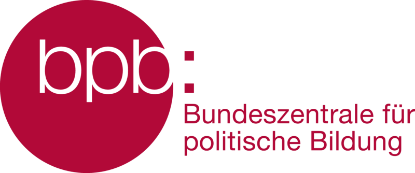 bpb:
Bundeszentrale für
politische Bildung